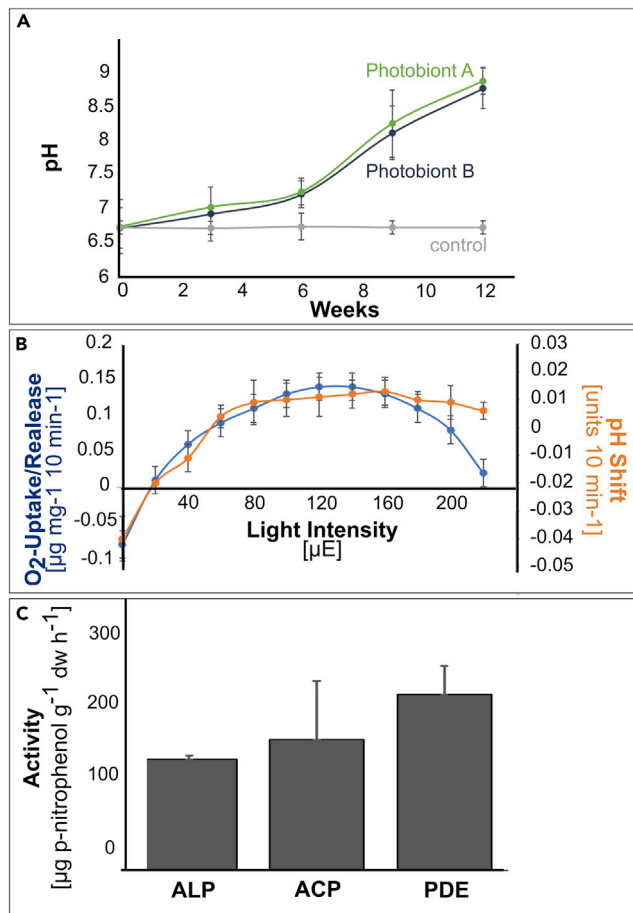 A
9
8.5
8
7.5
7
6.5
6
pH
Photobiont A
Photobiont B
control
0 2 4 6 8 10 12
Weeks
B
0.2
0.15
0.1
0.05
0
-0.05
-0.1
O2-Uptake/Realease
[µg mg-1 10 min-1]
40 80 120 160 200
Light Intensity
[µE]
0.03
0.02
0.01
0
-0.01
-0.02
-0.03
-0.04
-0.05
pH Shift
[units 10 min-1]
C
300
200
100
0
Activity
[µg p-nitrophenol g-1 dw h-1]
ALP ACP PDE